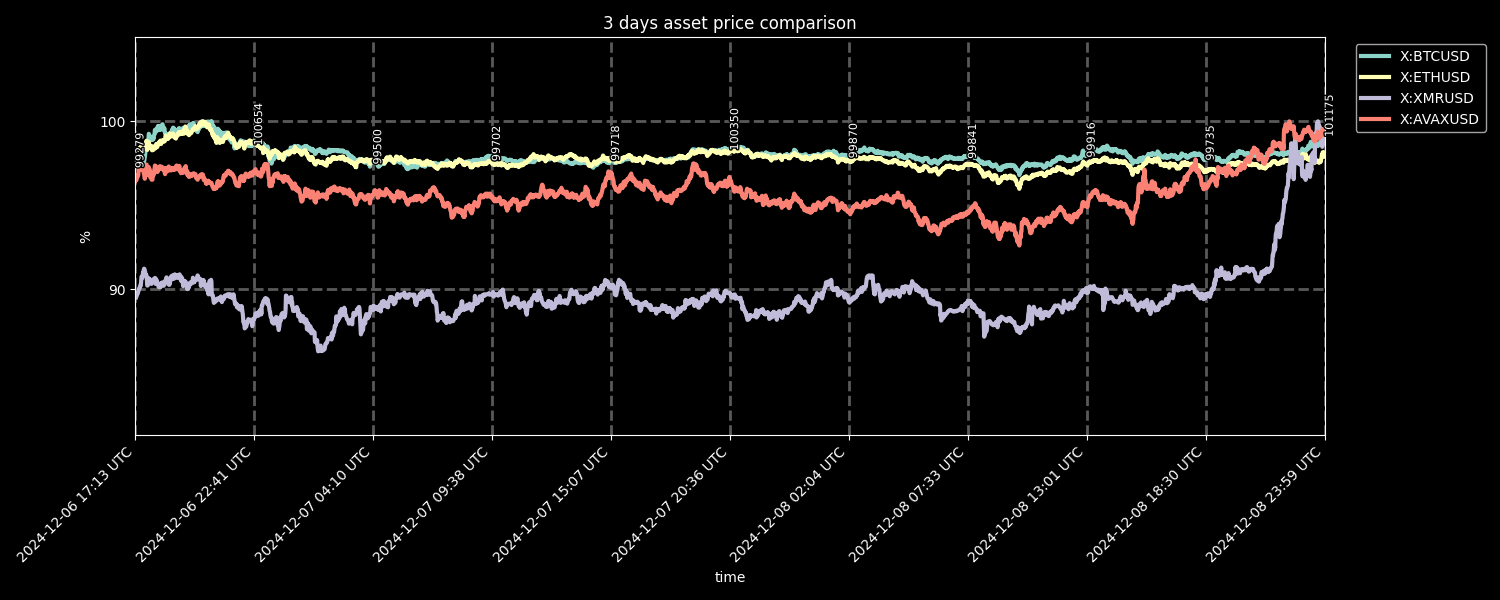 3 days asset price comparison
X:BTCUSD
X:ETHUSD
X:XMRUSD
X:AVAXUSD
%
100
90
99279
100654
99500
99702
99718
100350
99870
99841
99916
99735
101175
2024-12-06 17:13 UTC
2024-12-06 22:41 UTC
2024-12-07 04:10 UTC
2024-12-07 09:38 UTC
2024-12-07 15:07 UTC
2024-12-07 20:36 UTC
2024-12-08 02:04 UTC
2024-12-08 07:33 UTC
2024-12-08 13:01 UTC
2024-12-08 18:30 UTC
2024-12-08 23:59 UTC
time